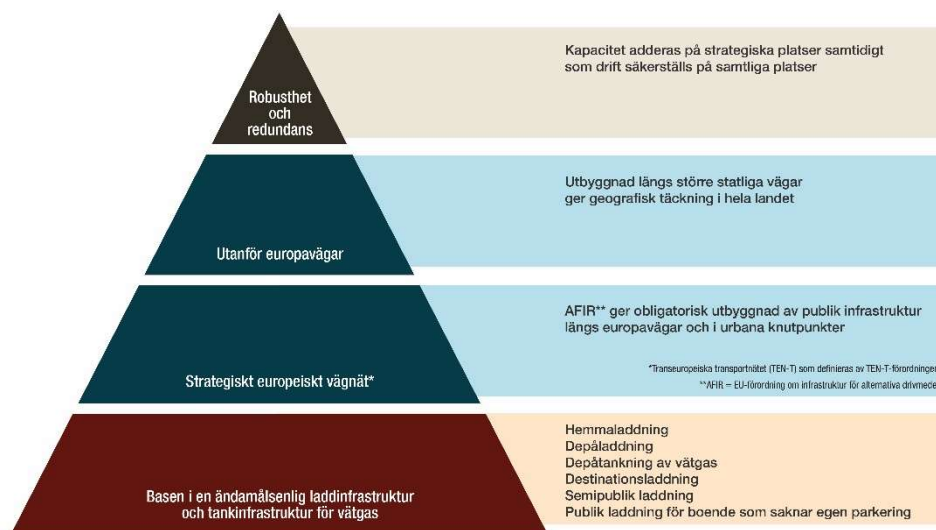 Robusthet
och
redundans
Kapacitet adderas på strategiska platser samtidigt
som drift säkerställs på samtliga platser
Utanför europavägar
Utbyggnad längs större statliga vägar
ger geografisk täckning i hela landet
Strategiskt europeiskt vägnät*
AFIR** ger obligatorisk utbyggnad av publik infrastruktur
längs europavägar och i urbana knutpunkter
*Transeuropeiska transportnätet (TEN-T) som definieras av TEN-T-förordningen
**AFIR = EU-förordning om infrastruktur för alternativa drivmedel
Basen i en ändamålsenlig laddinfrastruktur
och tankinfrastruktur för vätgas
Hemmaladdning
Depåladdning
Depåtankning av vätgas
Destinationsladdning
Semipublik laddning
Publik laddning för boende som saknar egen parkering